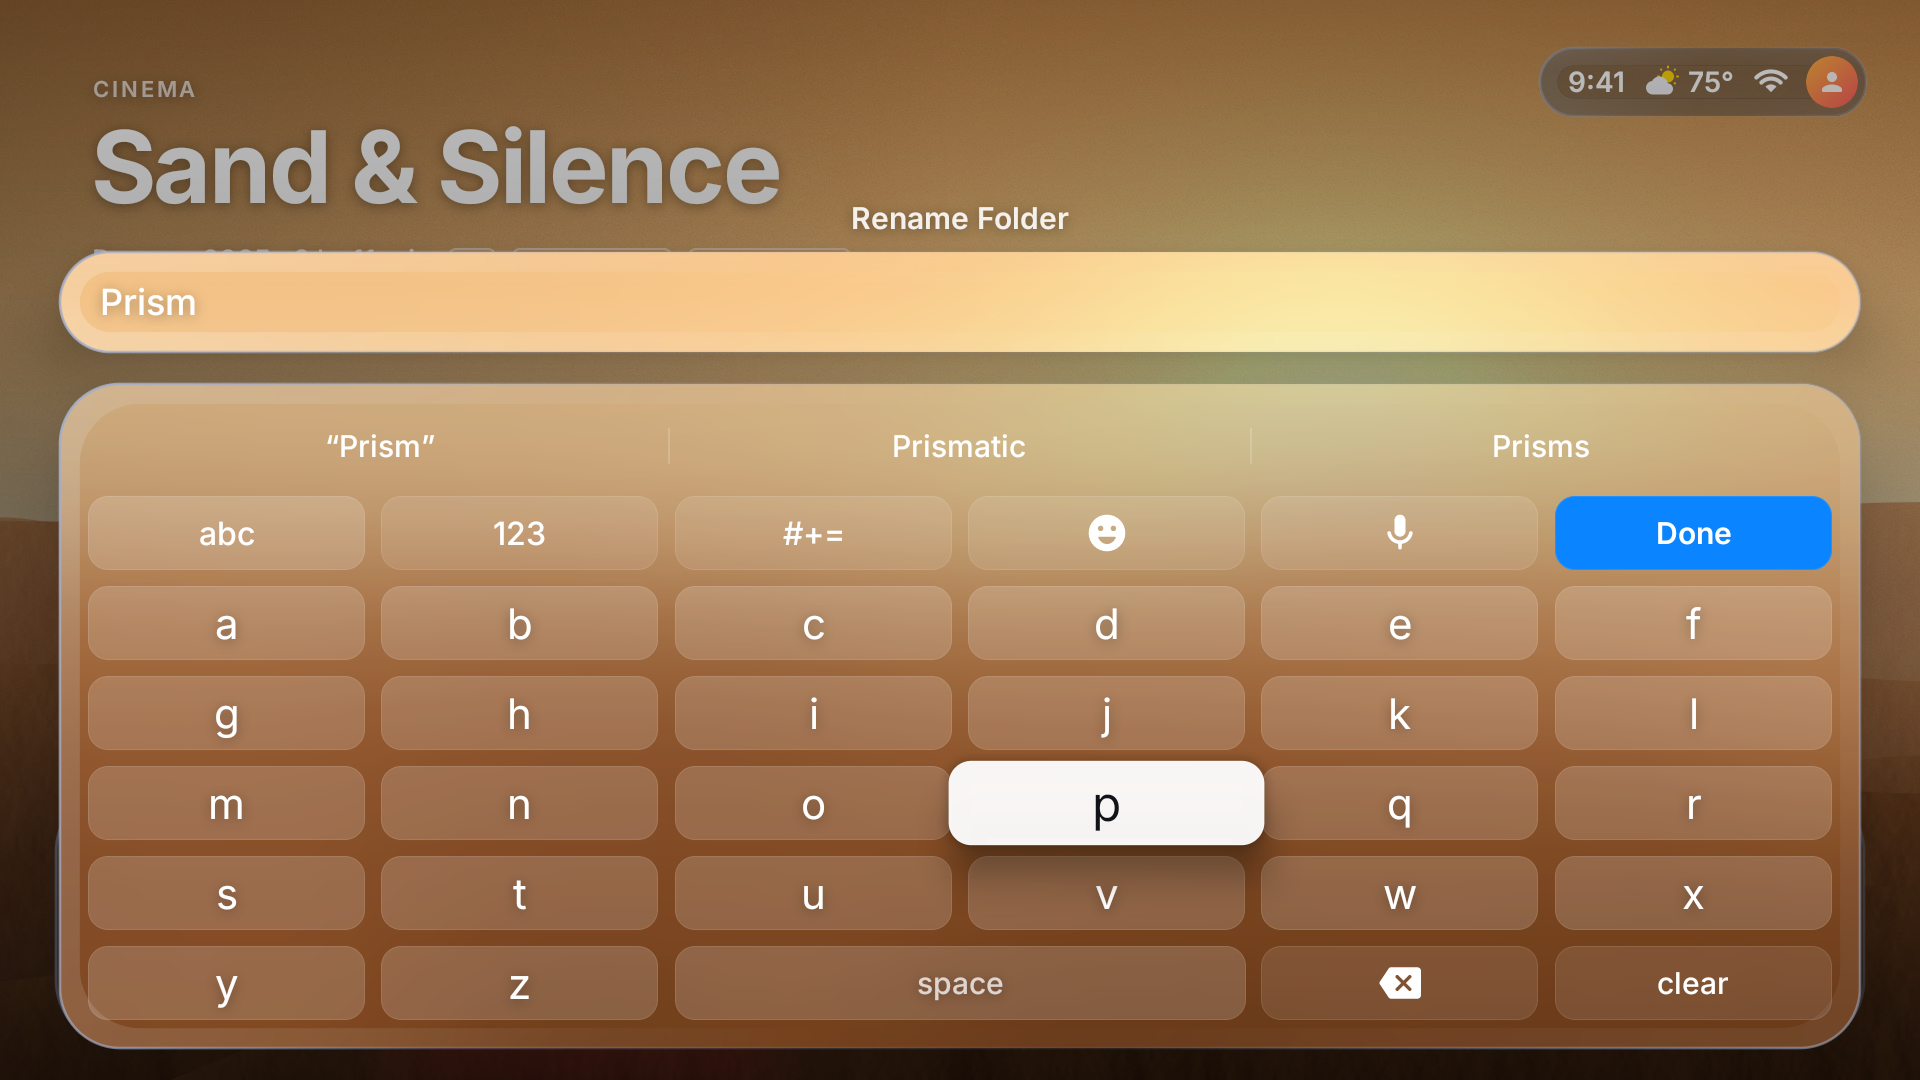 CINEMA
Sand & Silence
9:41 75°
Rename Folder
Prism
“Prism” Prismatic Prisms
abc 123 #+= Done
a b c d e f
g h i j k l
m n o p q r
s t u v w x
y z space clear